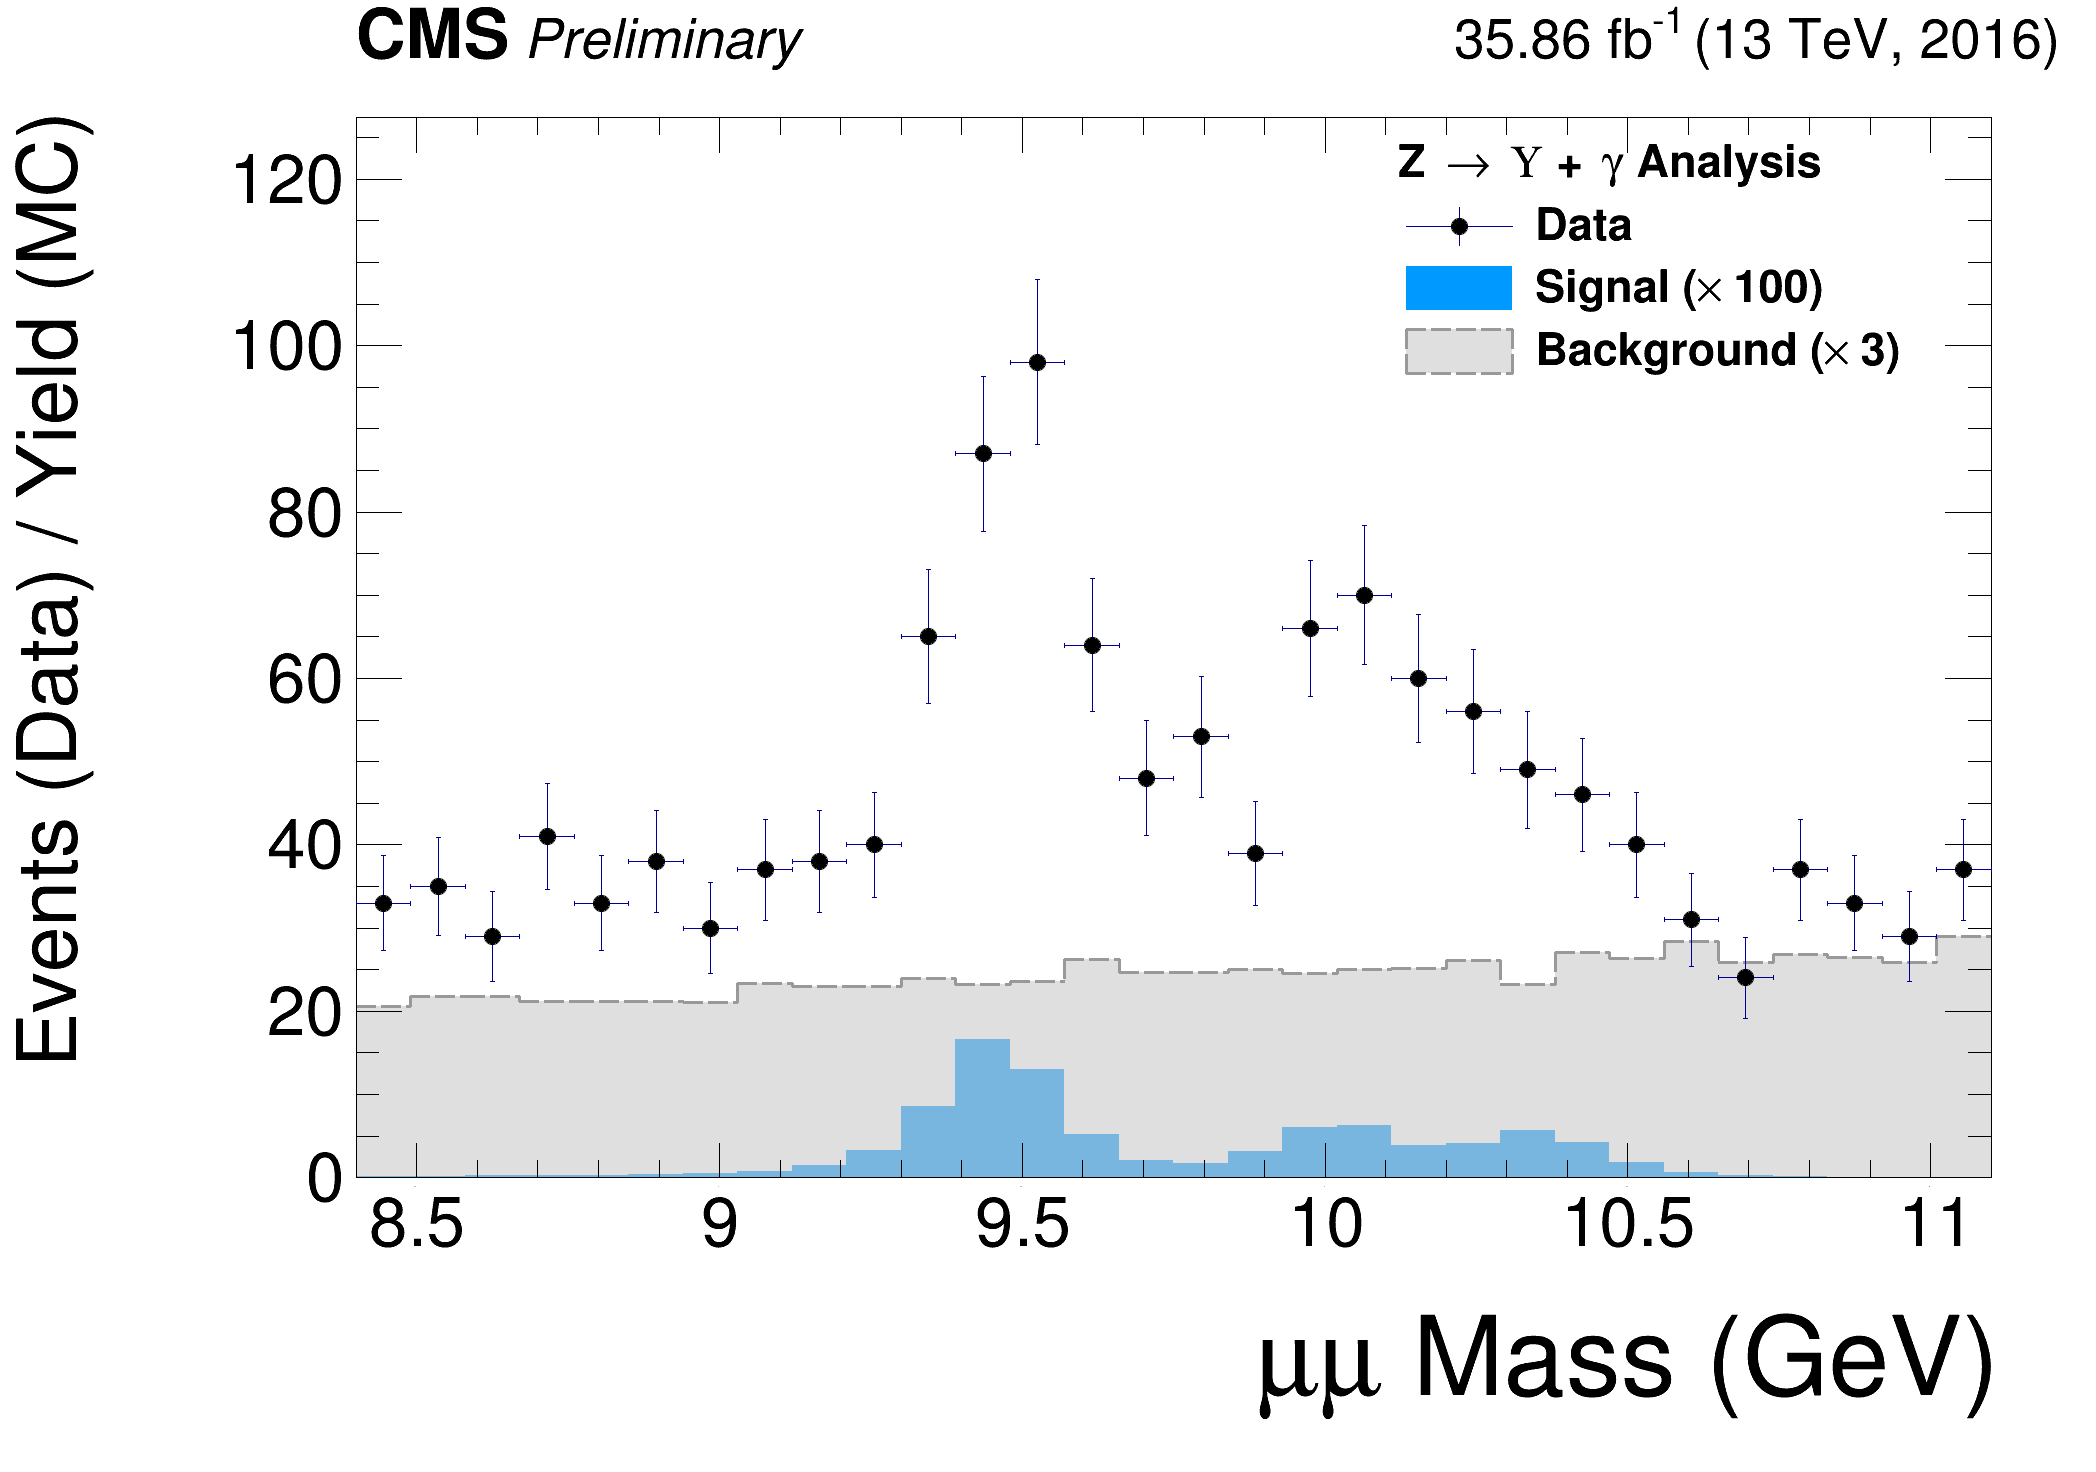 CMS Preliminary
35.86 fb⁻¹ (13 TeV, 2016)
Events (Data) / Yield (MC)
120
100
80
60
40
20
0
Z → Υ + γ Analysis
Data
Signal (× 100)
Background (× 3)
8.5 9 9.5 10 10.5 11
μμ Mass (GeV)